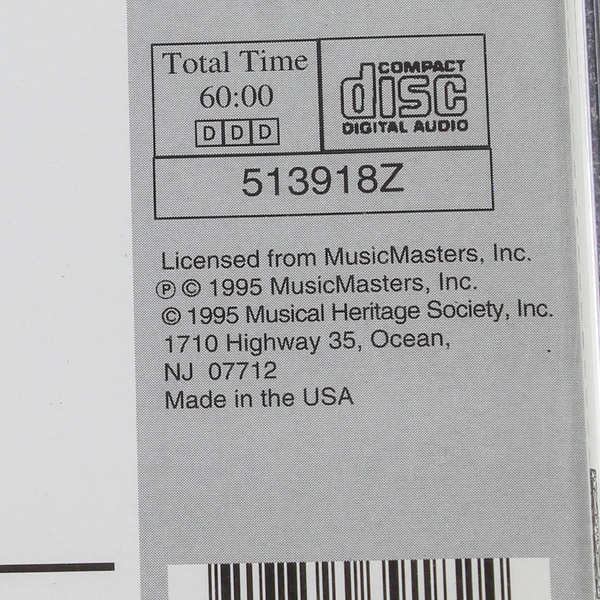 Total Time
60:00
DDD
COMPACT
disc
DIGITAL AUDIO
513918Z
Licensed from MusicMasters, Inc.
℗ © 1995 MusicMasters, Inc.
© 1995 Musical Heritage Society, Inc.
1710 Highway 35, Ocean,
NJ 07712
Made in the USA